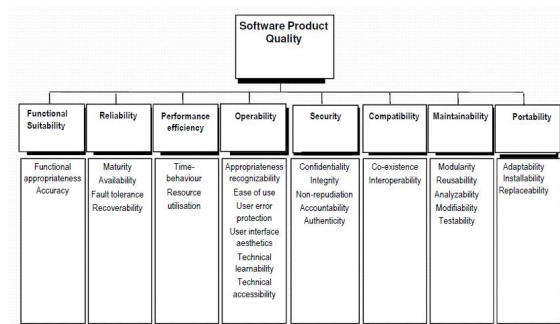 Software Product
Quality
Functional
Suitability
Reliability
Performance
efficiency
Operability
Security
Compatibility
Maintainability
Portability
Functional
appropriateness
Accuracy
Maturity
Availability
Fault tolerance
Recoverability
Time-
behaviour
Resource
utilisation
Appropriateness
recognizability
Ease of use
User error
protection
User interface
aesthetics
Technical
learnability
Technical
accessibility
Confidentiality
Integrity
Non-repudiation
Accountability
Authenticity
Co-existence
Interoperability
Modularity
Reusability
Analyzability
Modifiability
Testability
Adaptability
Installability
Replaceability